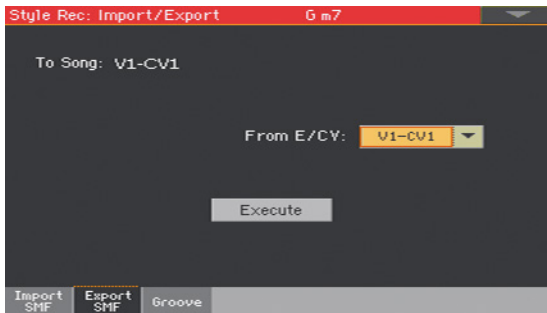 Style Rec: Import/Export G m7
To Song: V1-CV1
From E/CV: V1-CV1
Execute
Import SMF Export SMF Groove